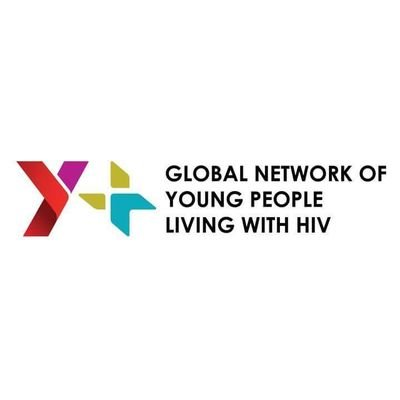 Y+
GLOBAL NETWORK OF
YOUNG PEOPLE
LIVING WITH HIV